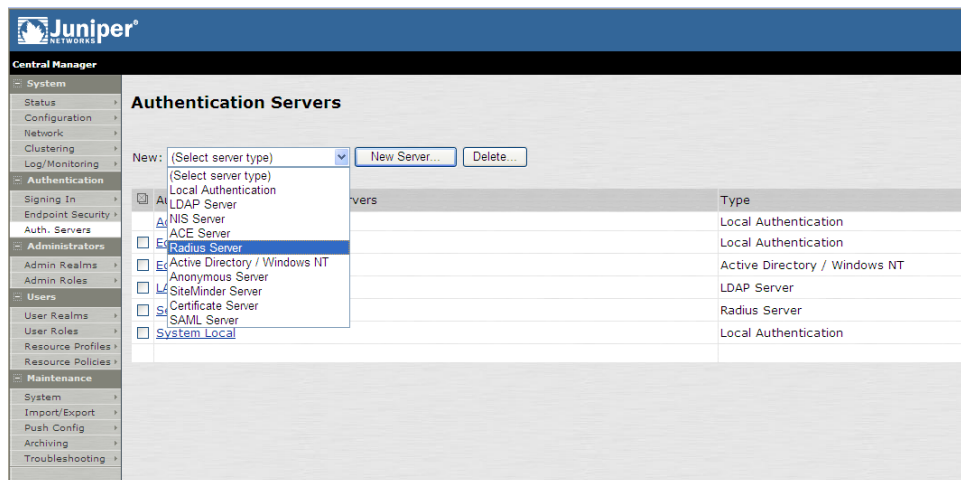 Juniper®
NETWORKS
Central Manager
System
Status
Configuration
Network
Clustering
Log/Monitoring
Authentication
Signing In
Endpoint Security
Auth. Servers
Administrators
Admin Realms
Admin Roles
Users
User Realms
User Roles
Resource Profiles
Resource Policies
Maintenance
System
Import/Export
Push Config
Archiving
Troubleshooting
Authentication Servers
New: (Select server type) New Server... Delete...
(Select server type)
Local Authentication
LDAP Server
NIS Server
ACE Server
Radius Server
Active Directory / Windows NT
Anonymous Server
SiteMinder Server
Certificate Server
SAML Server
Type
Local Authentication
Local Authentication
Active Directory / Windows NT
LDAP Server
Radius Server
System Local Local Authentication